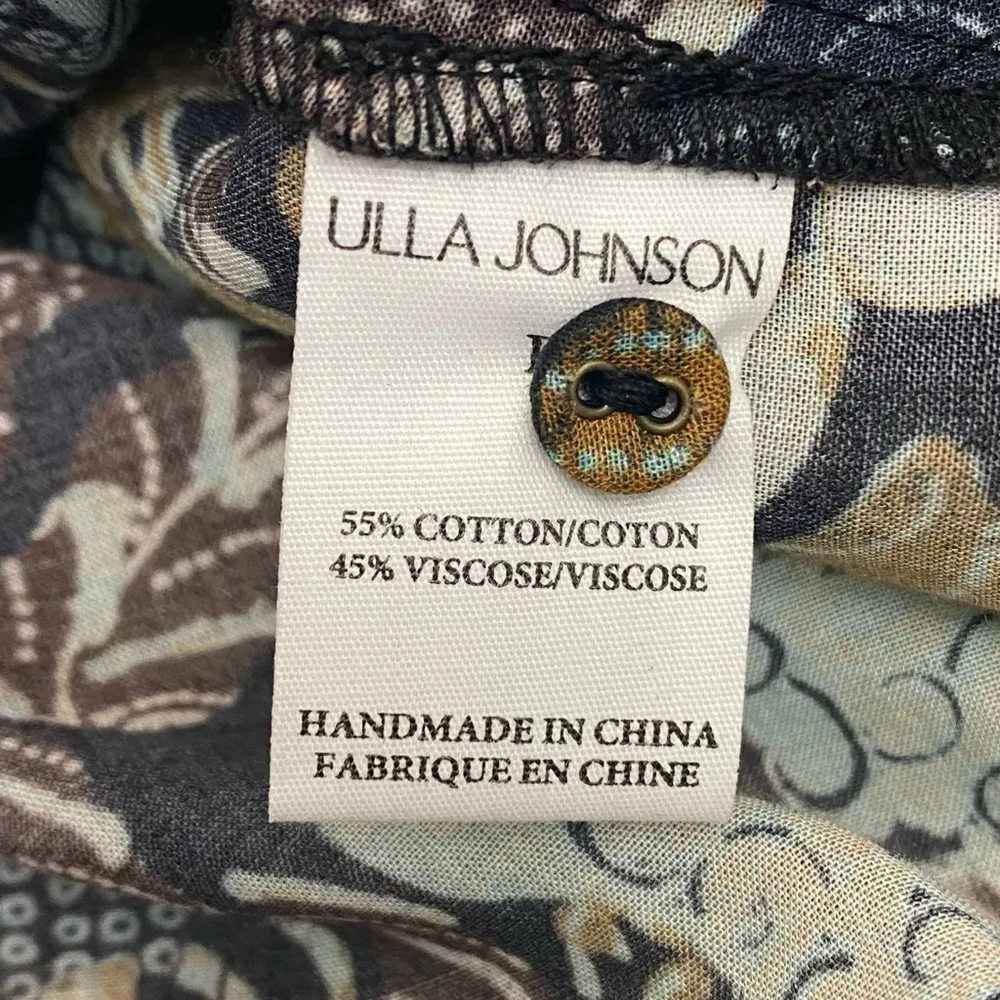 ULLA JOHNSON
55% COTTON/COTON
45% VISCOSE/VISCOSE
HANDMADE IN CHINA
FABRIQUE EN CHINE